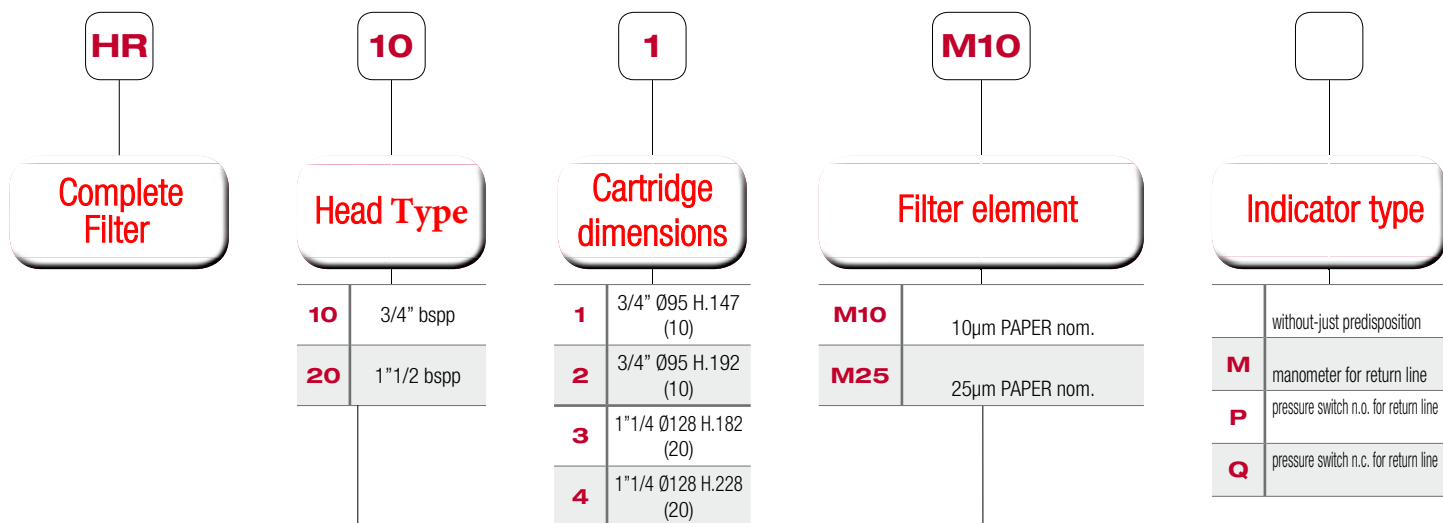 HR
10
1
M10
Complete
Filter
Head Type
Cartridge
dimensions
Filter element
Indicator type
10 3/4” bspp
20 1”1/2 bspp
1 3/4” Ø95 H.147
(10)
2 3/4” Ø95 H.192
(10)
3 1”1/4 Ø128 H.182
(20)
4 1”1/4 Ø128 H.228
(20)
M10 10µm PAPER nom.
M25 25µm PAPER nom.
without-just predisposition
M manometer for return line
P pressure switch n.o. for return line
Q pressure switch n.c. for return line